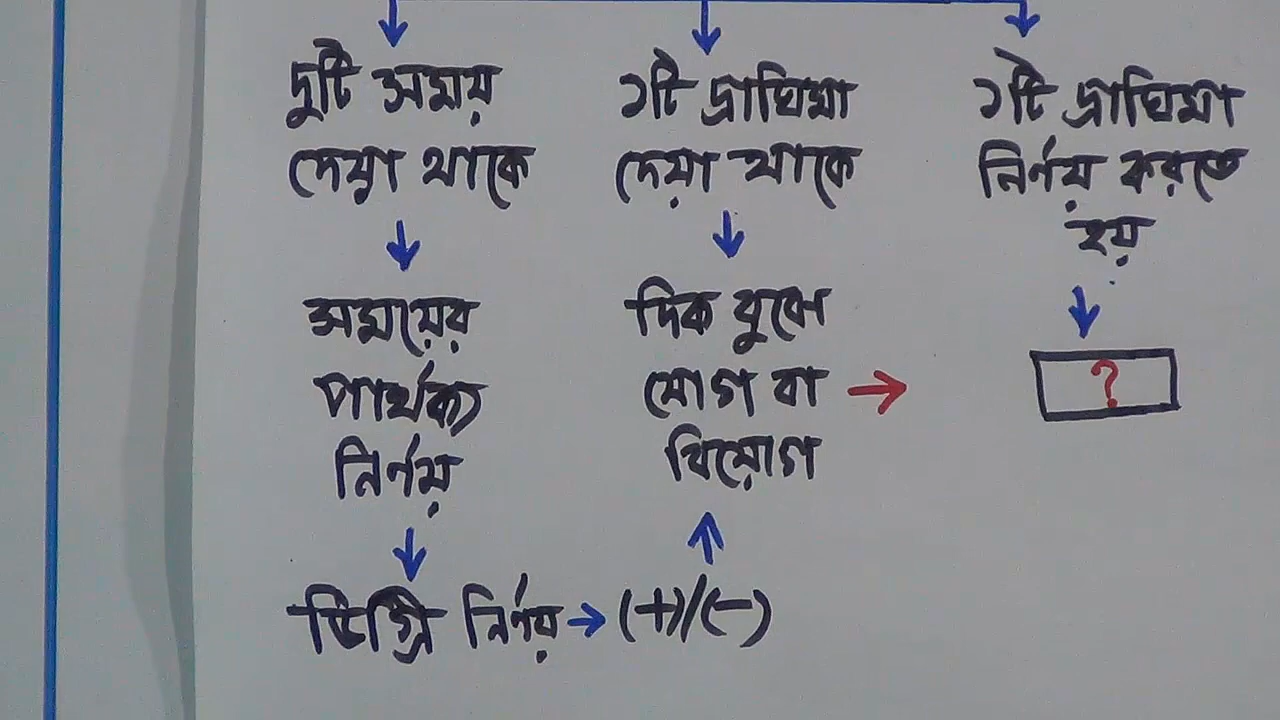 দুটি সময়
দেয়া থাকে
সময়ের
পার্থক্য
নির্ণয়
ডিগ্রি নির্ণয় → (+)/(-)
১টি দ্রাঘিমা
দেয়া থাকে
দিক বুঝে
যোগ বা →
বিয়োগ
১টি দ্রাঘিমা
নির্ণয় করতে
হয়
?